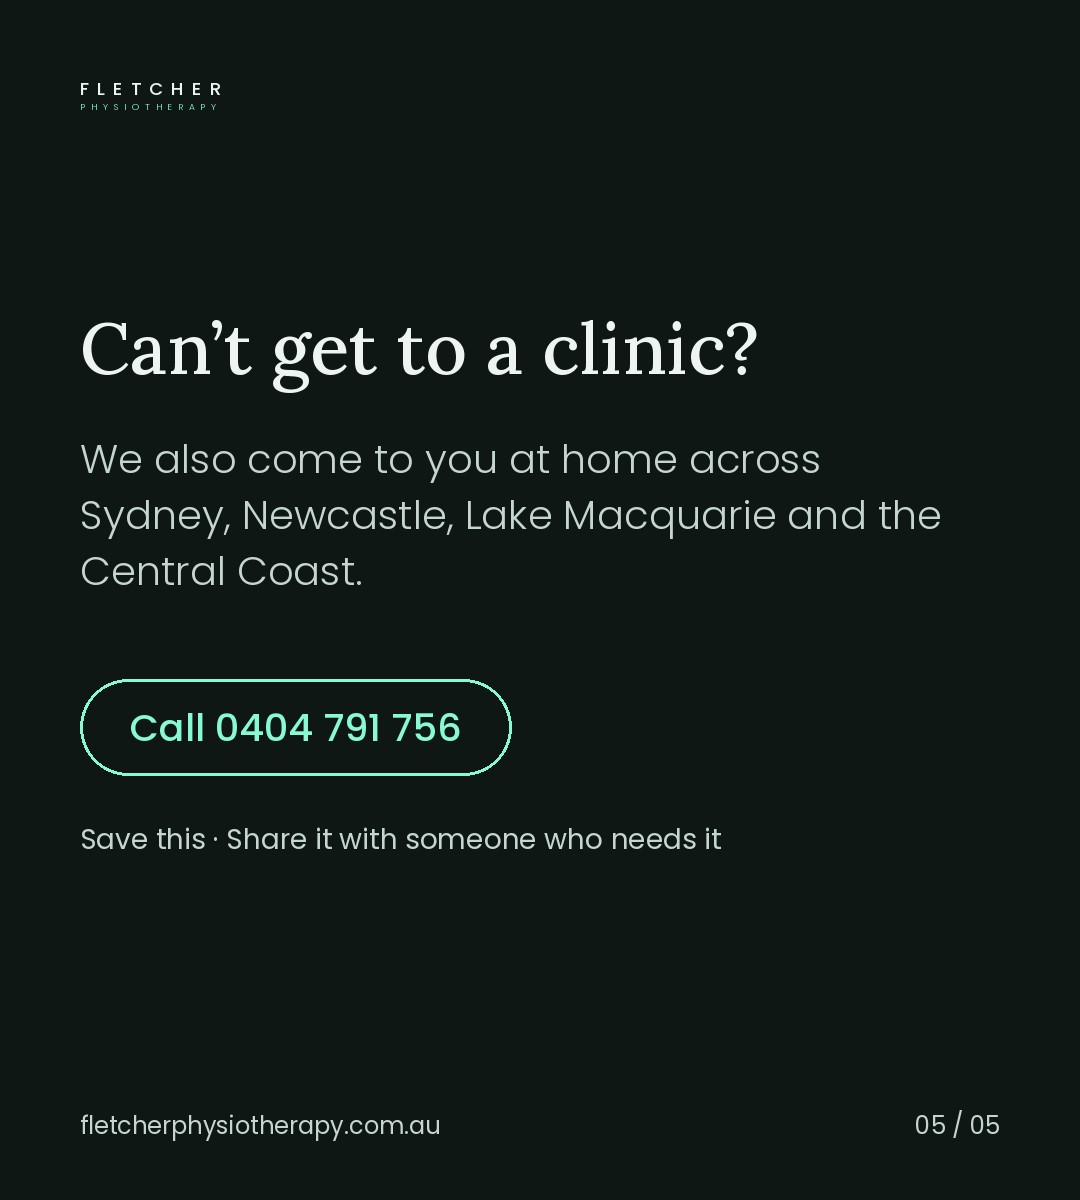 FLETCHER
PHYSIOTHERAPY
Can’t get to a clinic?
We also come to you at home across
Sydney, Newcastle, Lake Macquarie and the
Central Coast.
Call 0404 791 756
Save this · Share it with someone who needs it
fletcherphysiotherapy.com.au
05 / 05